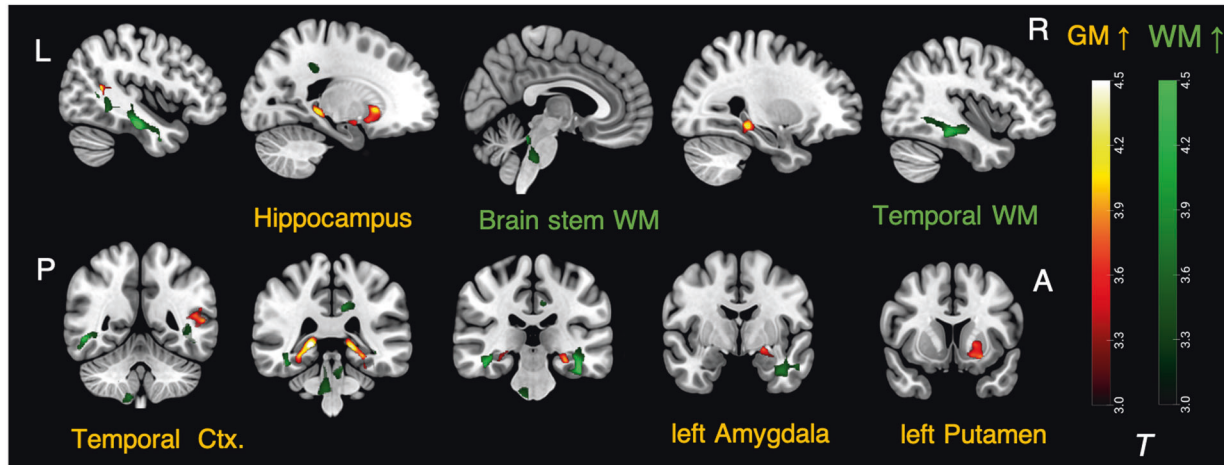 L
R
GM ↑ WM ↑
Hippocampus
Brain stem WM
Temporal WM
P
A
Temporal Ctx.
left Amygdala
left Putamen
4.5
4.2
3.9
3.6
3.3
3.0
4.5
4.2
3.9
3.6
3.3
3.0
T